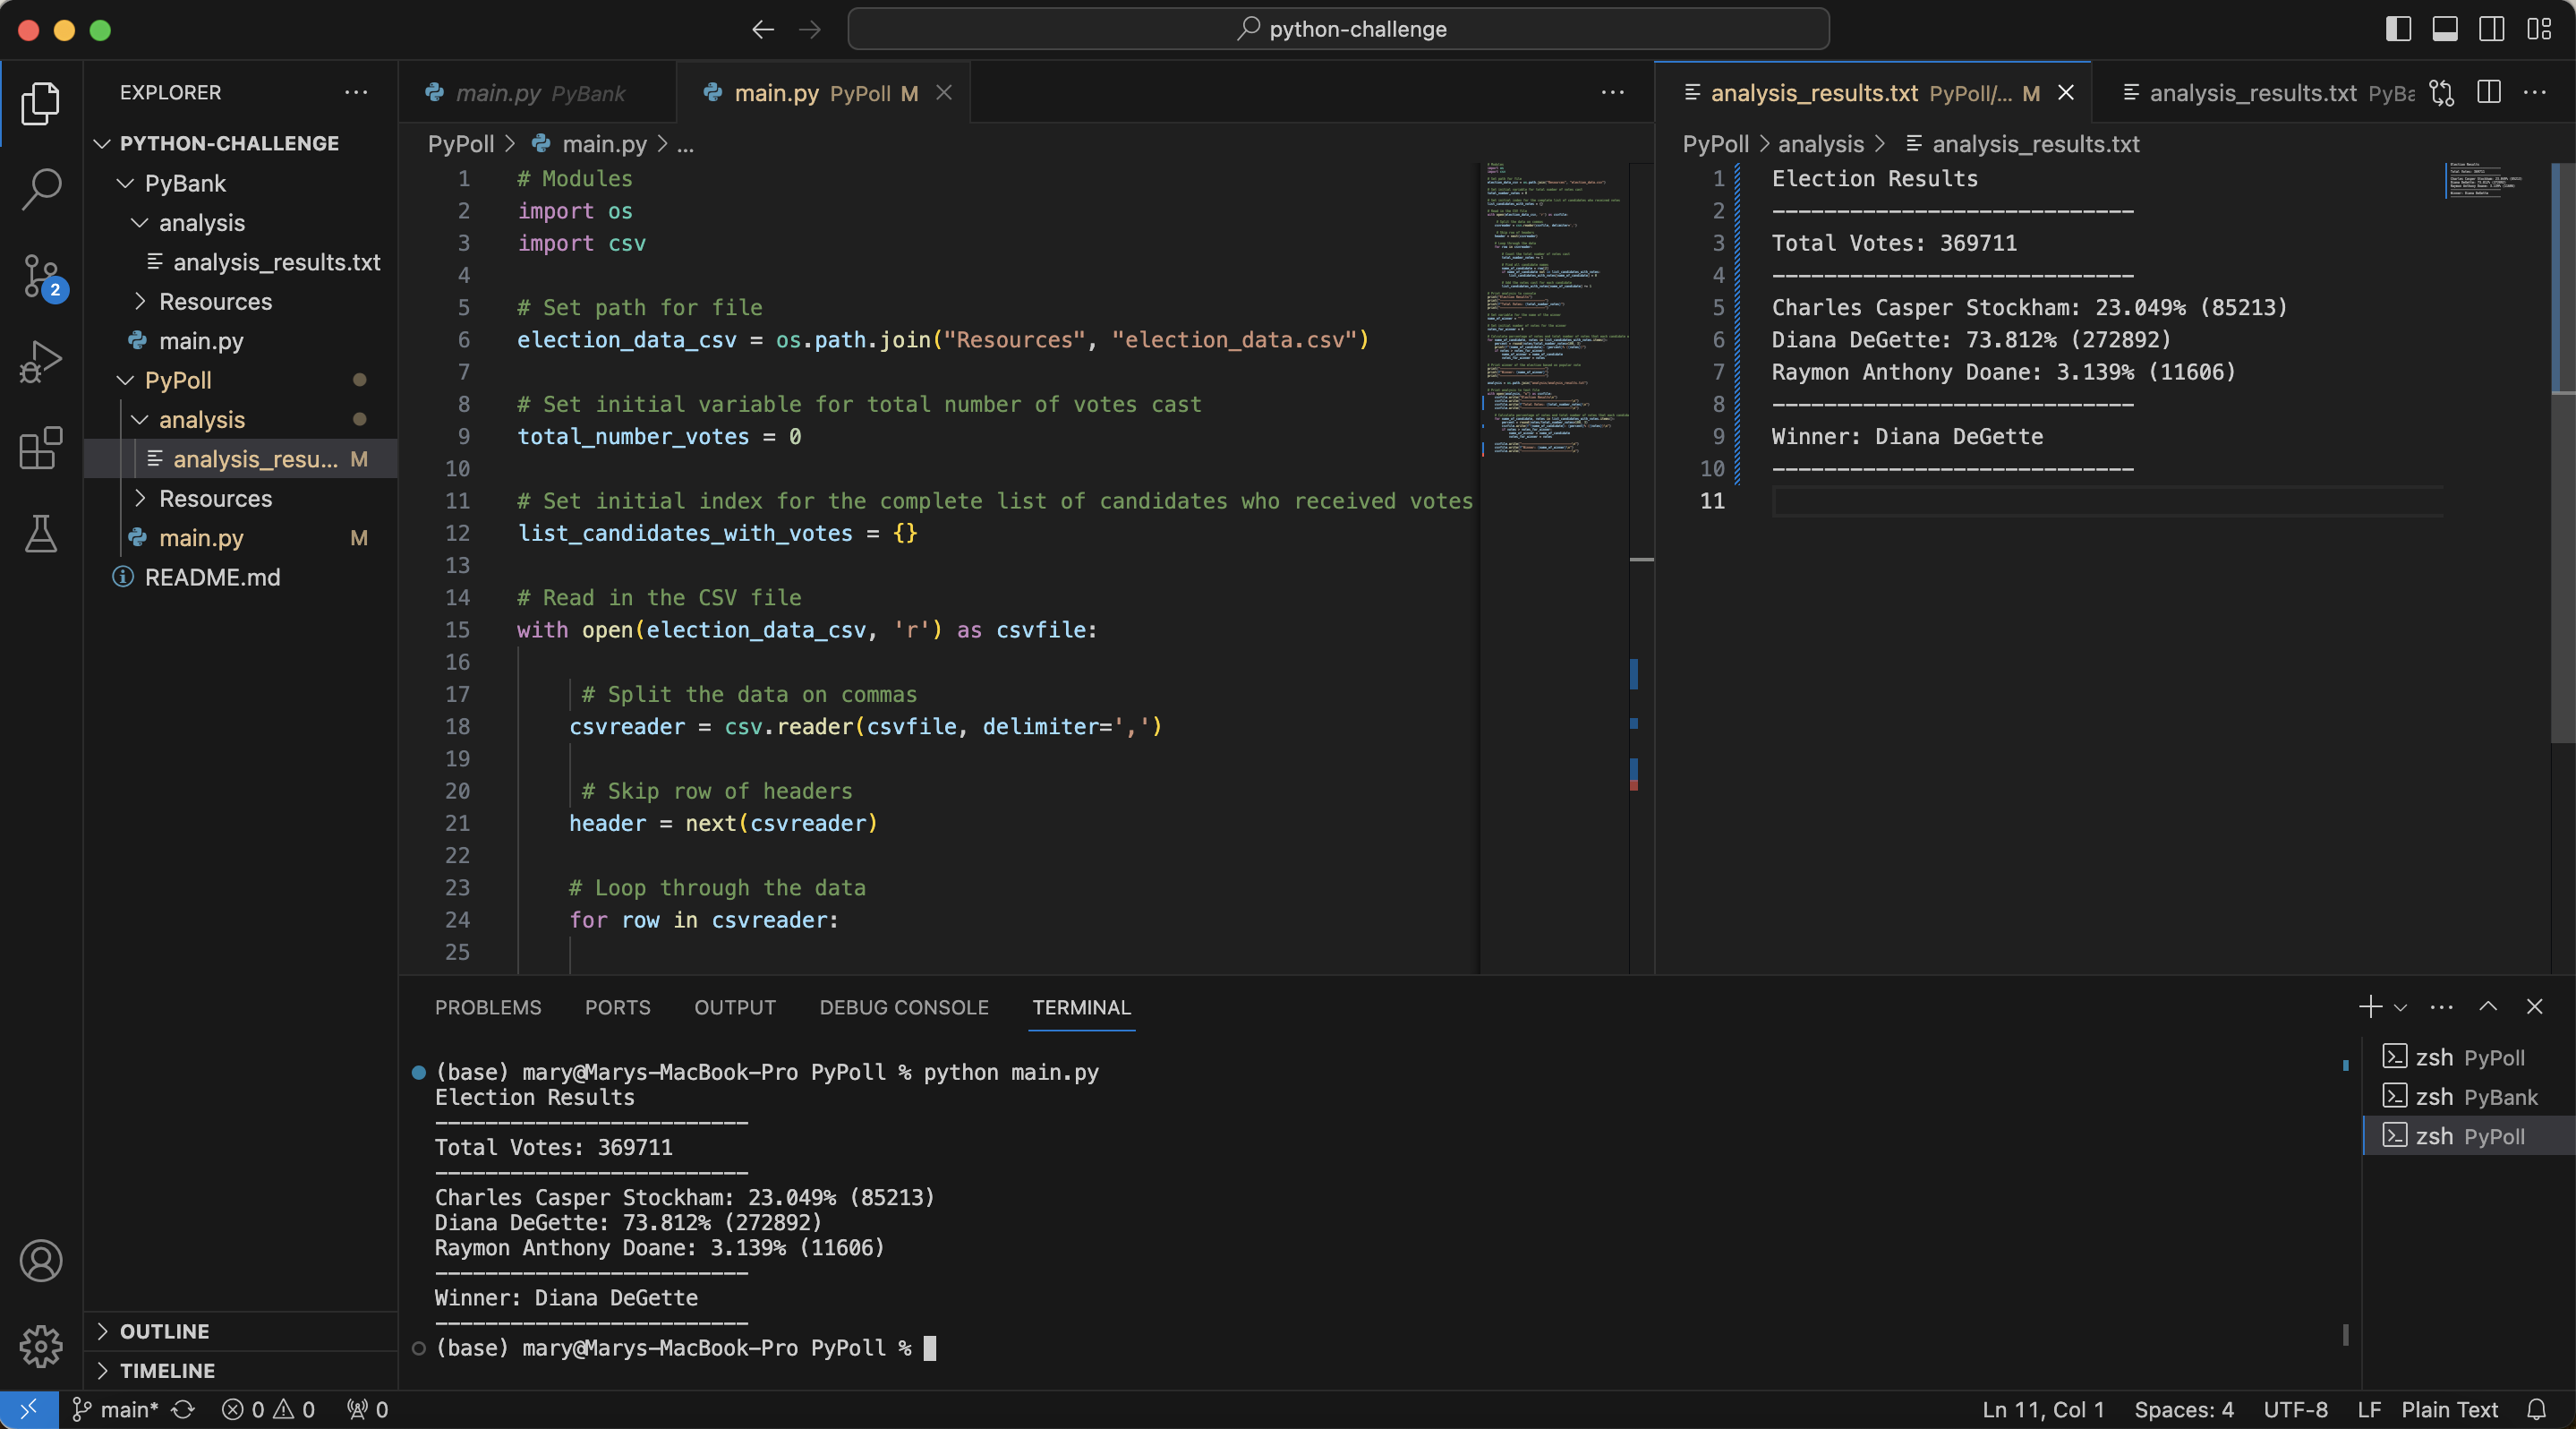 python-challenge
EXPLORER
PYTHON-CHALLENGE
PyBank
analysis
analysis_results.txt
Resources
main.py
PyPoll
analysis
analysis_resu... M
Resources
main.py M
README.md
OUTLINE
TIMELINE
2
main.py PyBank
main.py PyPoll M
PyPoll > main.py > ...
1 # Modules
2 import os
3 import csv
4
5 # Set path for file
6 election_data_csv = os.path.join("Resources", "election_data.csv")
7
8 # Set initial variable for total number of votes cast
9 total_number_votes = 0
10
11 # Set initial index for the complete list of candidates who received votes
12 list_candidates_with_votes = {}
13
14 # Read in the CSV file
15 with open(election_data_csv, 'r') as csvfile:
16
17 # Split the data on commas
18 csvreader = csv.reader(csvfile, delimiter=',')
19
20 # Skip row of headers
21 header = next(csvreader)
22
23 # Loop through the data
24 for row in csvreader:
25
analysis_results.txt PyPoll/... M
analysis_results.txt PyBa
PyPoll > analysis > analysis_results.txt
1 Election Results
2 ----------------------------
3 Total Votes: 369711
4 ----------------------------
5 Charles Casper Stockham: 23.049% (85213)
6 Diana DeGette: 73.812% (272892)
7 Raymon Anthony Doane: 3.139% (11606)
8 ----------------------------
9 Winner: Diana DeGette
10 ----------------------------
11
PROBLEMS PORTS OUTPUT DEBUG CONSOLE TERMINAL
(base) mary@Marys-MacBook-Pro PyPoll % python main.py
Election Results
-------------------------
Total Votes: 369711
-------------------------
Charles Casper Stockham: 23.049% (85213)
Diana DeGette: 73.812% (272892)
Raymon Anthony Doane: 3.139% (11606)
-------------------------
Winner: Diana DeGette
-------------------------
(base) mary@Marys-MacBook-Pro PyPoll %
zsh PyPoll
zsh PyBank
zsh PyPoll
main* 0 0 0
Ln 11, Col 1 Spaces: 4 UTF-8 LF Plain Text